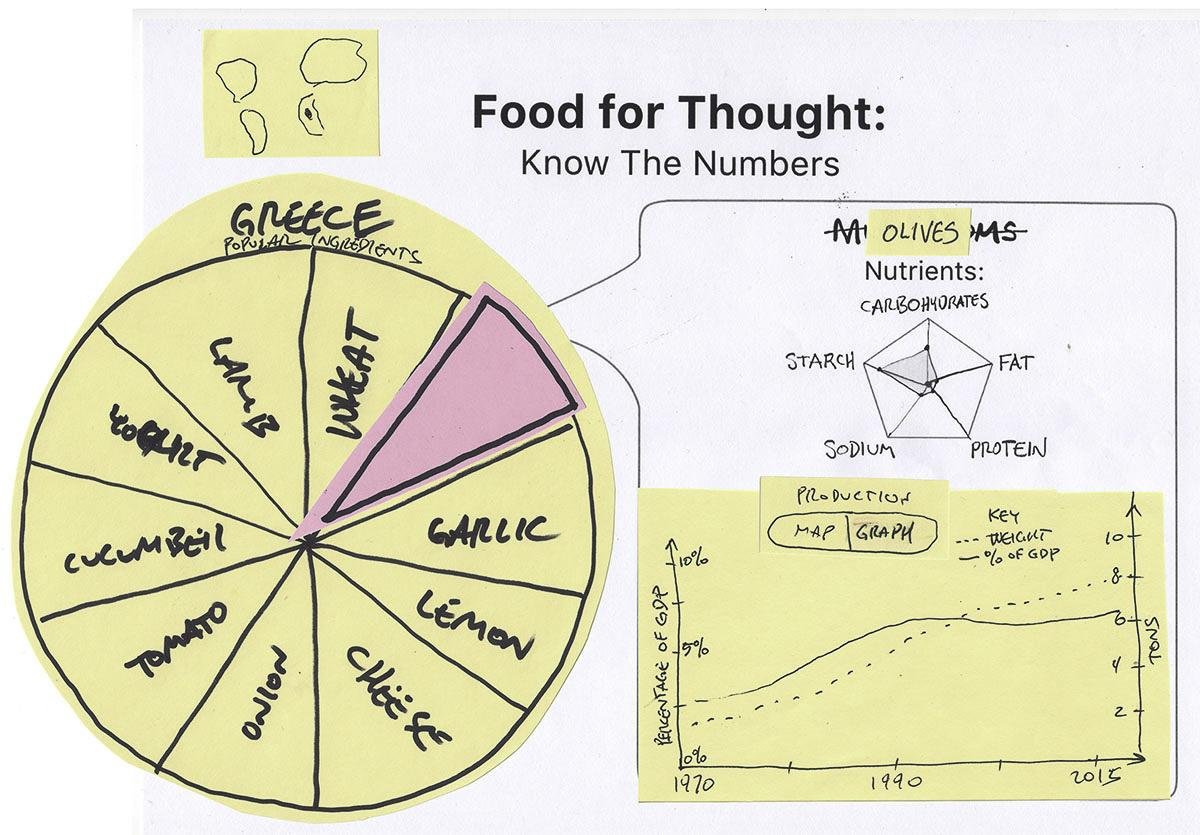 Food for Thought:
Know The Numbers
GREECE
POPULAR INGREDIENTS
WHEAT
GARLIC
LEMON
CHEESE
ONION
TOMATO
CUCUMBER
YOGURT
LAMB
OLIVES
Nutrients:
CARBOHYDRATES
STARCH
FAT
SODIUM
PROTEIN
PRODUCTION
MAP | GRAPH
KEY
WEIGHT
% OF GDP
PERCENTAGE OF GDP
10%
5%
0%
10
8
6
4
2
TONS
1970
1990
2015